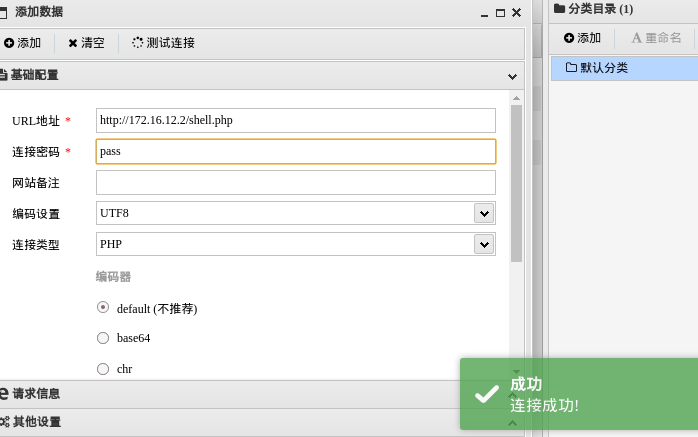 添加数据
添加 清空 测试连接
基础配置
URL地址 * http://172.16.12.2/shell.php
连接密码 * pass
网站备注
编码设置 UTF8
连接类型 PHP
编码器
default (不推荐)
base64
chr
请求信息
其他设置
分类目录 (1)
添加 A 重命名
默认分类
成功
连接成功!